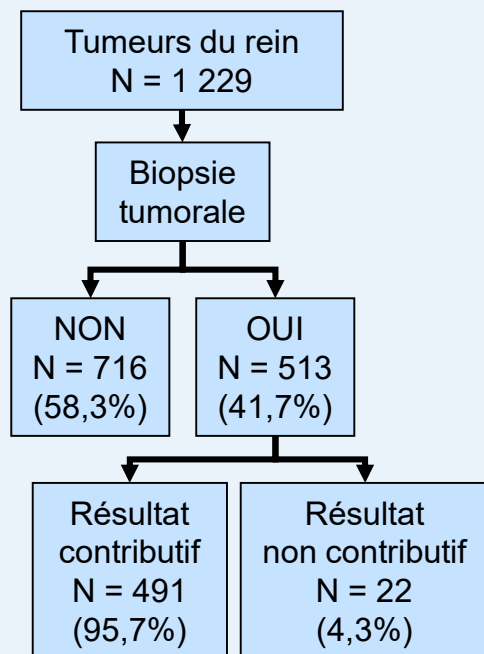 Tumeurs du rein
N = 1 229
Biopsie
tumorale
NON
N = 716
(58,3%)
OUI
N = 513
(41,7%)
Résultat
contributif
N = 491
(95,7%)
Résultat
non contributif
N = 22
(4,3%)